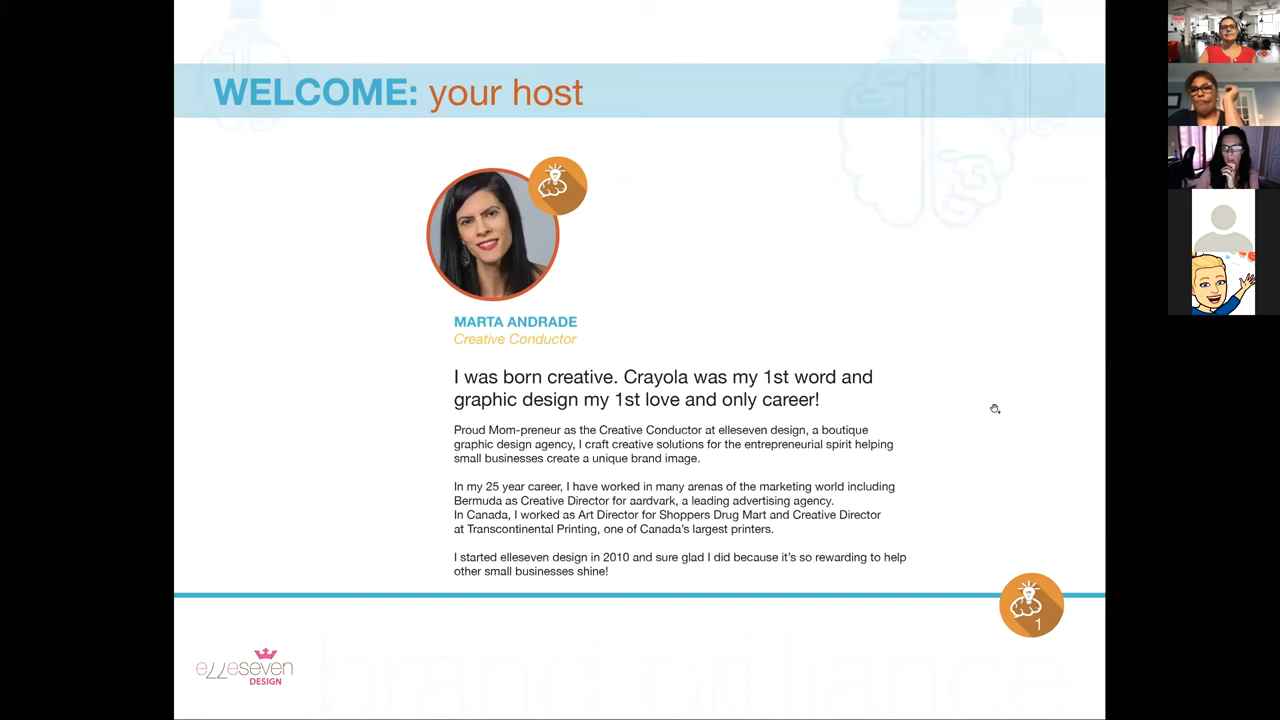 WELCOME: your host
MARTA ANDRADE
Creative Conductor
I was born creative. Crayola was my 1st word and
graphic design my 1st love and only career!
Proud Mom-preneur as the Creative Conductor at elleseven design, a boutique
graphic design agency, I craft creative solutions for the entrepreneurial spirit helping
small businesses create a unique brand image.
In my 25 year career, I have worked in many arenas of the marketing world including
Bermuda as Creative Director for aardvark, a leading advertising agency.
In Canada, I worked as Art Director for Shoppers Drug Mart and Creative Director
at Transcontinental Printing, one of Canada's largest printers.
I started elleseven design in 2010 and sure glad I did because it's so rewarding to help
other small businesses shine!
1
elleseven
DESIGN
brand brilliance